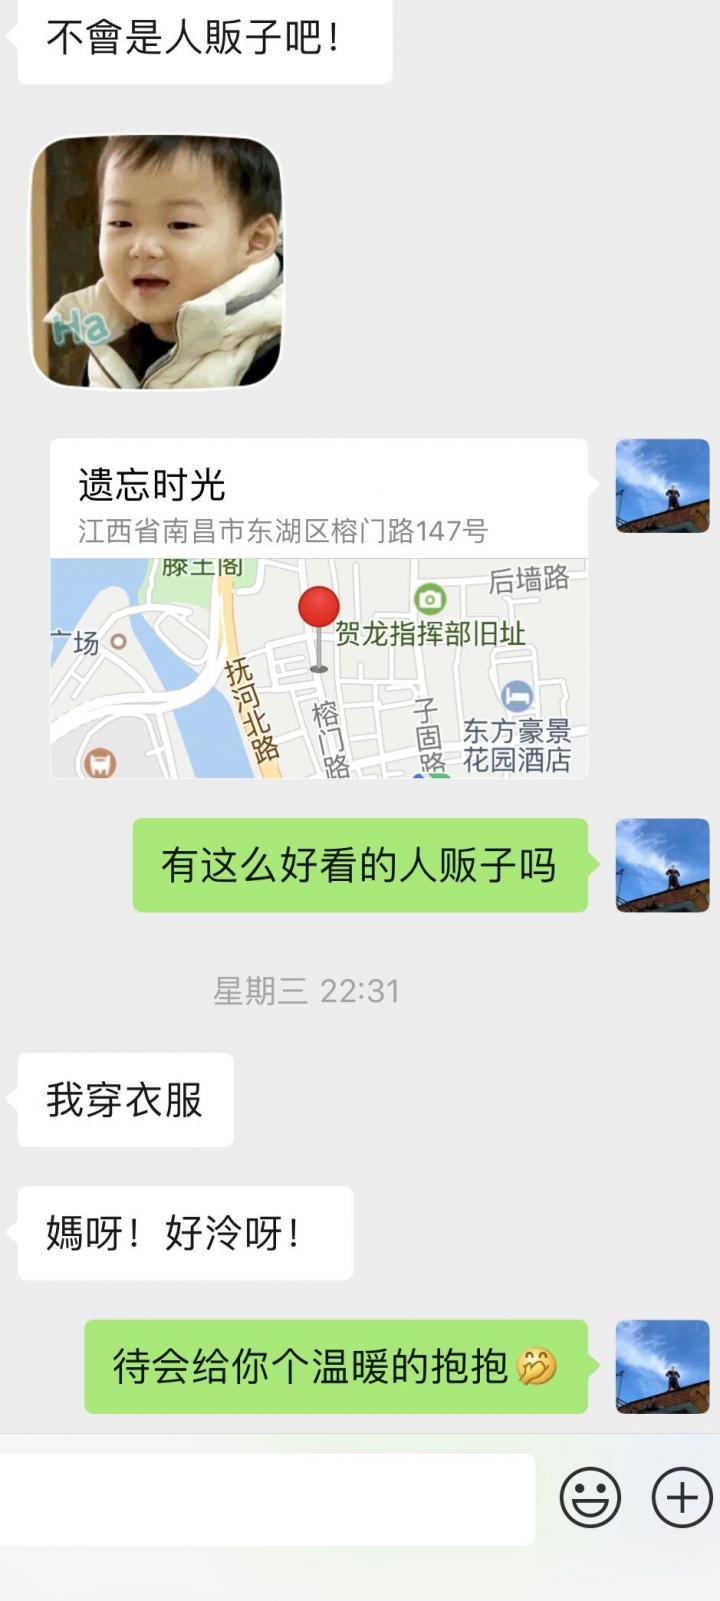 不會是人販子吧！
Ha
遗忘时光
江西省南昌市东湖区榕门路147号
滕王阁
后墙路
广场
贺龙指挥部旧址
抚河北路
榕门路
子固路
东方豪景
花园酒店
有这么好看的人贩子吗
星期三 22:31
我穿衣服
媽呀！好泠呀！
待会给你个温暖的抱抱🤭